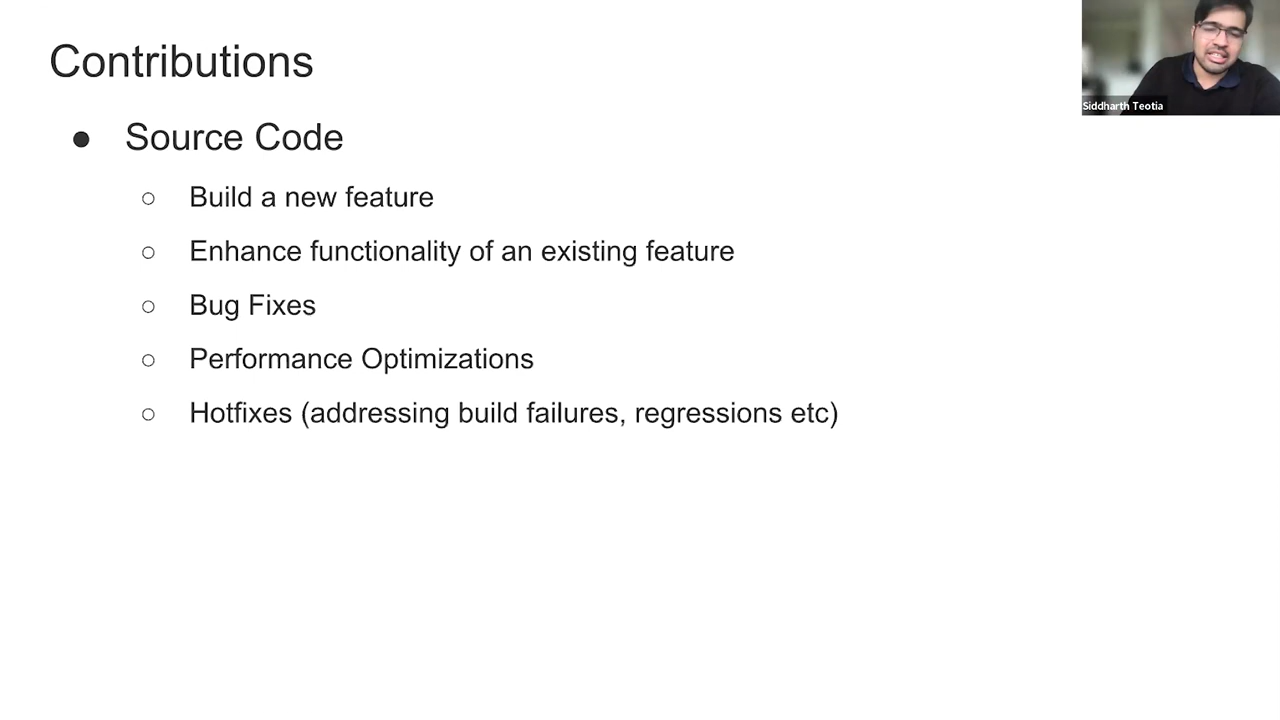 Contributions
Siddharth Teotia
● Source Code
○ Build a new feature
○ Enhance functionality of an existing feature
○ Bug Fixes
○ Performance Optimizations
○ Hotfixes (addressing build failures, regressions etc)